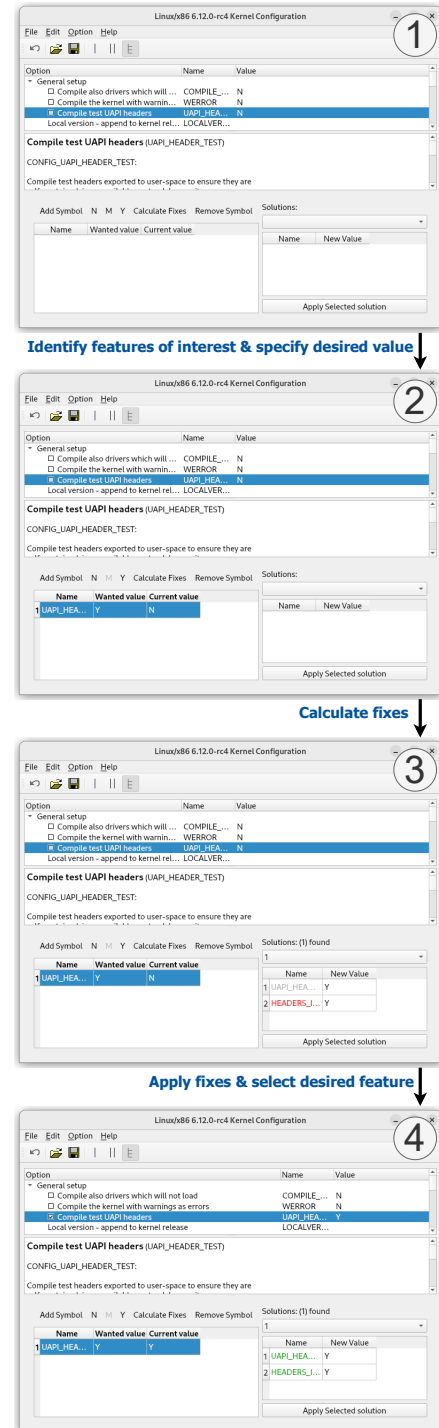 Linux/x86 6.12.0-rc4 Kernel Configuration
1
File Edit Option Help
Option Name Value
General setup
Compile also drivers which will ... COMPILE_... N
Compile the kernel with warnin... WERROR N
Compile test UAPI headers UAPI_HEA... N
Local version - append to kernel rel... LOCALVER...
Compile test UAPI headers (UAPI_HEADER_TEST)
CONFIG_UAPI_HEADER_TEST:
Compile test headers exported to user-space to ensure they are
Add Symbol N M Y Calculate Fixes Remove Symbol
Solutions:
Name Wanted value Current value
Name New Value
Apply Selected solution
Identify features of interest & specify desired value
Linux/x86 6.12.0-rc4 Kernel Configuration
2
File Edit Option Help
Option Name Value
General setup
Compile also drivers which will ... COMPILE_... N
Compile the kernel with warnin... WERROR N
Compile test UAPI headers UAPI_HEA... N
Local version - append to kernel rel... LOCALVER...
Compile test UAPI headers (UAPI_HEADER_TEST)
CONFIG_UAPI_HEADER_TEST:
Compile test headers exported to user-space to ensure they are
Add Symbol N M Y Calculate Fixes Remove Symbol
Solutions:
Name Wanted value Current value
1 UAPI_HEA... Y N
Name New Value
Apply Selected solution
Calculate fixes
Linux/x86 6.12.0-rc4 Kernel Configuration
3
File Edit Option Help
Option Name Value
General setup
Compile also drivers which will ... COMPILE_... N
Compile the kernel with warnin... WERROR N
Compile test UAPI headers UAPI_HEA... N
Local version - append to kernel rel... LOCALVER...
Compile test UAPI headers (UAPI_HEADER_TEST)
CONFIG_UAPI_HEADER_TEST:
Compile test headers exported to user-space to ensure they are
Add Symbol N M Y Calculate Fixes Remove Symbol
Solutions: (1) found
1
Name Wanted value Current value
1 UAPI_HEA... Y N
Name New Value
1 UAPI_HEA... Y
2 HEADERS_I... Y
Apply Selected solution
Apply fixes & select desired feature
Linux/x86 6.12.0-rc4 Kernel Configuration
4
File Edit Option Help
Option Name Value
General setup
Compile also drivers which will not load COMPILE_... N
Compile the kernel with warnings as errors WERROR N
Compile test UAPI headers UAPI_HEA... Y
Local version - append to kernel release LOCALVER...
Compile test UAPI headers (UAPI_HEADER_TEST)
CONFIG_UAPI_HEADER_TEST:
Compile test headers exported to user-space to ensure they are
Add Symbol N M Y Calculate Fixes Remove Symbol
Solutions: (1) found
1
Name Wanted value Current value
1 UAPI_HEA... Y Y
Name New Value
1 UAPI_HEA... Y
2 HEADERS_I... Y
Apply Selected solution